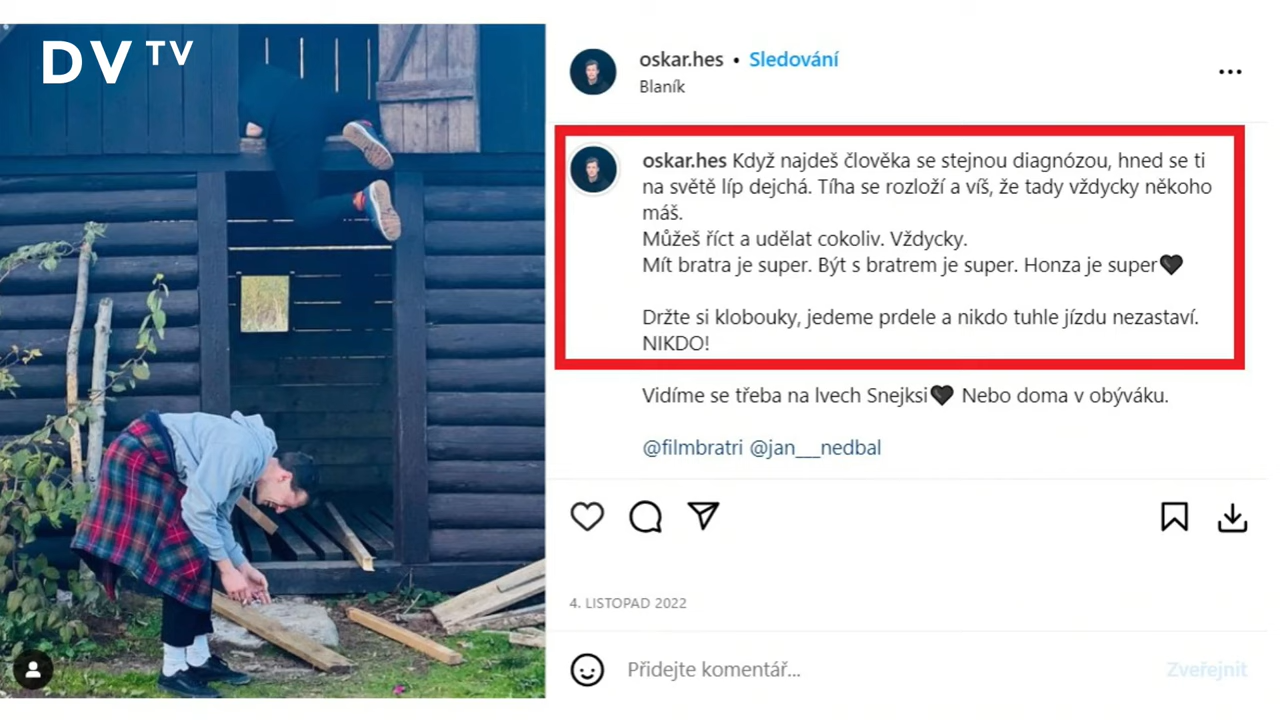 DVTV
oskar.hes • Sledování
Blaník
oskar.hes Když najdeš člověka se stejnou diagnózou, hned se ti
na světě líp dejchá. Tíha se rozloží a víš, že tady vždycky někoho
máš.
Můžeš říct a udělat cokoliv. Vždycky.
Mít bratra je super. Být s bratrem je super. Honza je super🖤
Držte si klobouky, jedeme prdele a nikdo tuhle jízdu nezastaví.
NIKDO!
Vidíme se třeba na lvech Snejksi🖤 Nebo doma v obýváku.
@filmbratri @jan___nedbal
4. LISTOPAD 2022
Přidejte komentář...
Zveřejnit